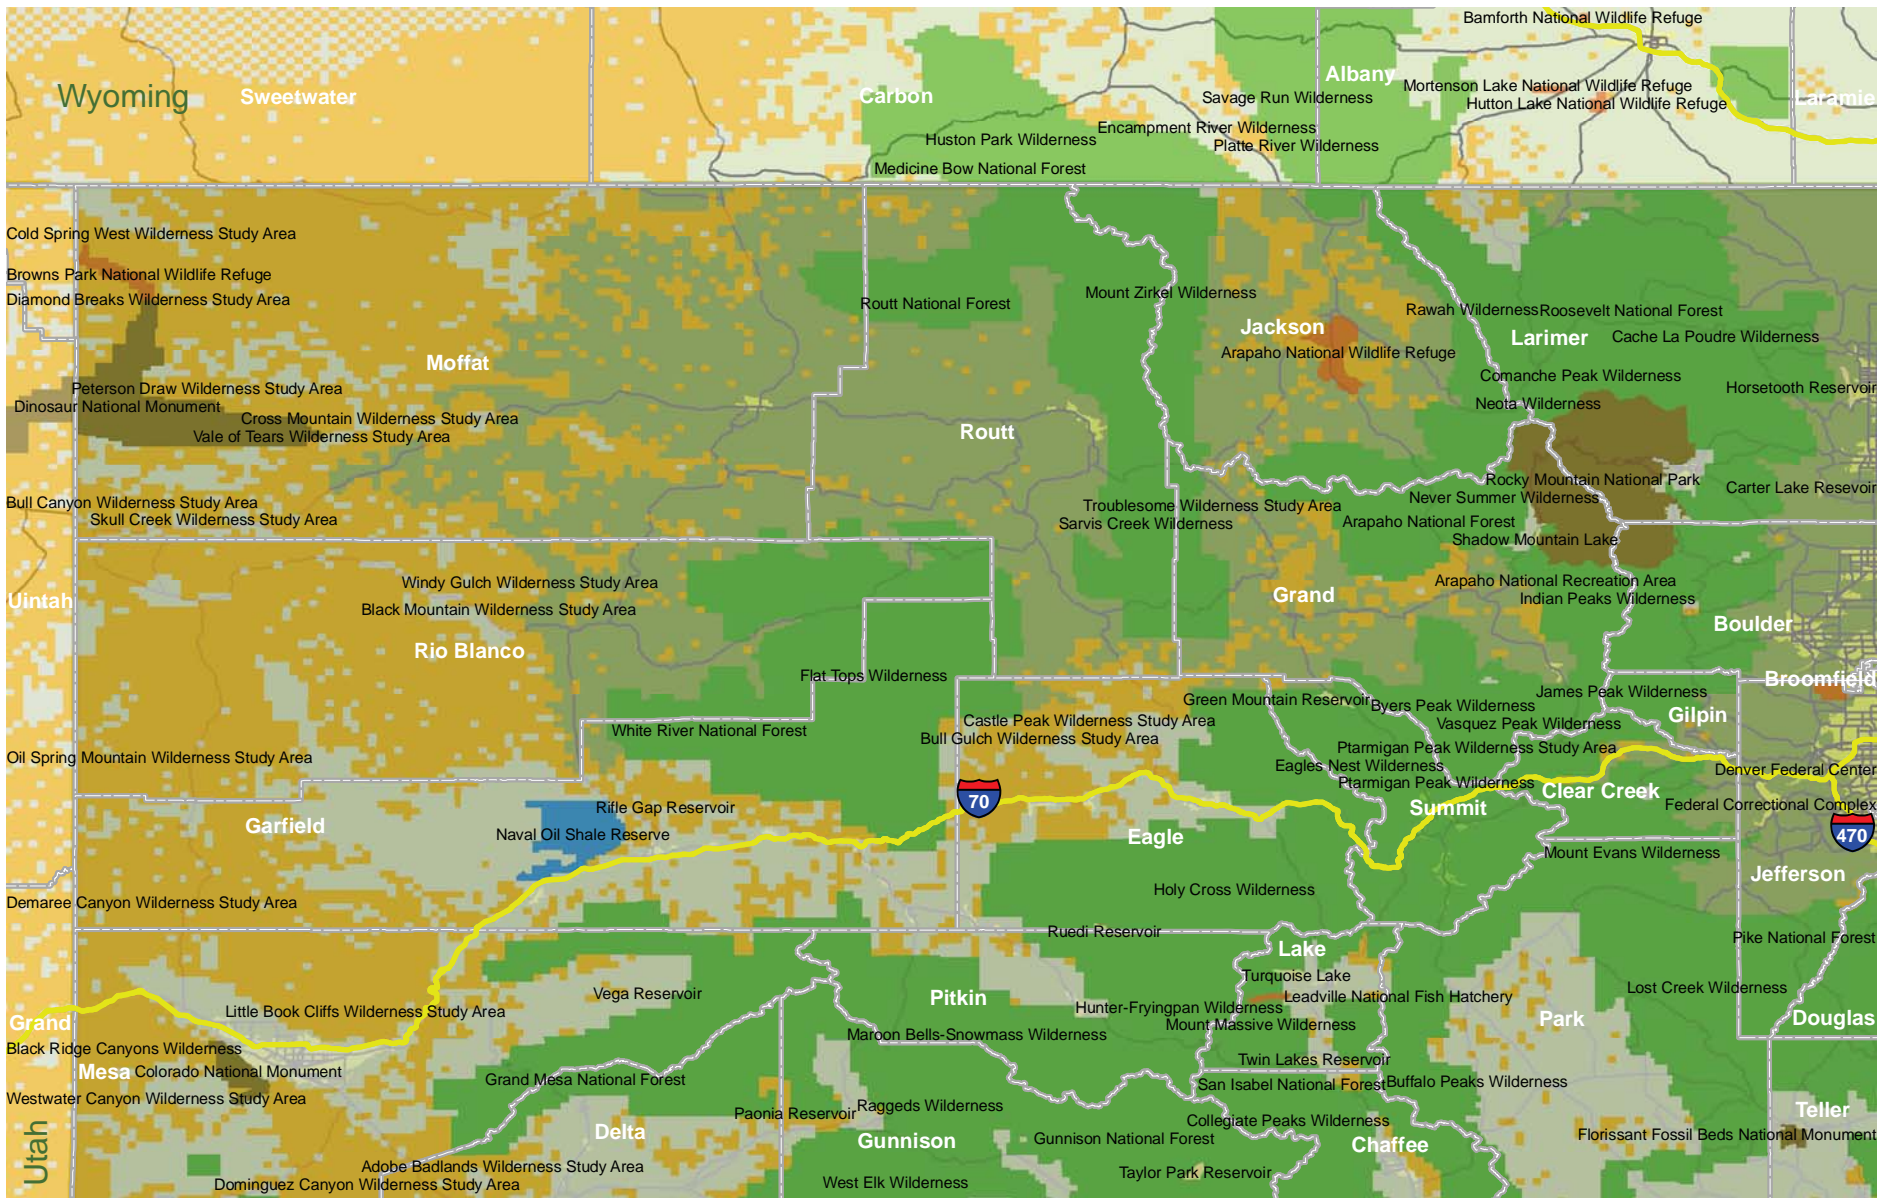 Bamforth National Wildlife Refuge
Albany
Wyoming
Sweetwater
Carbon
Savage Run Wilderness
Mortenson Lake National Wildlife Refuge
Hutton Lake National Wildlife Refuge
Laramie
Encampment River Wilderness
Huston Park Wilderness
Platte River Wilderness
Medicine Bow National Forest
Cold Spring West Wilderness Study Area
Browns Park National Wildlife Refuge
Diamond Breaks Wilderness Study Area
Routt National Forest
Mount Zirkel Wilderness
Rawah Wilderness
Roosevelt National Forest
Jackson
Larimer
Cache La Poudre Wilderness
Arapaho National Wildlife Refuge
Moffat
Comanche Peak Wilderness
Horsetooth Reservoir
Peterson Draw Wilderness Study Area
Dinosaur National Monument
Neota Wilderness
Cross Mountain Wilderness Study Area
Vale of Tears Wilderness Study Area
Routt
Rocky Mountain National Park
Carter Lake Resevoir
Never Summer Wilderness
Bull Canyon Wilderness Study Area
Troublesome Wilderness Study Area
Skull Creek Wilderness Study Area
Sarvis Creek Wilderness
Arapaho National Forest
Shadow Mountain Lake
Windy Gulch Wilderness Study Area
Arapaho National Recreation Area
Uintah
Black Mountain Wilderness Study Area
Grand
Indian Peaks Wilderness
Boulder
Rio Blanco
Flat Tops Wilderness
Broomfield
Green Mountain Reservoir
Byers Peak Wilderness
James Peak Wilderness
Gilpin
Castle Peak Wilderness Study Area
Vasquez Peak Wilderness
White River National Forest
Bull Gulch Wilderness Study Area
Ptarmigan Peak Wilderness Study Area
Oil Spring Mountain Wilderness Study Area
Eagles Nest Wilderness
Denver Federal Center
Ptarmigan Peak Wilderness
Clear Creek
70
Rifle Gap Reservoir
Summit
Federal Correctional Complex
Garfield
Naval Oil Shale Reserve
Eagle
470
Mount Evans Wilderness
Jefferson
Holy Cross Wilderness
Demaree Canyon Wilderness Study Area
Ruedi Reservoir
Pike National Forest
Lake
Turquoise Lake
Vega Reservoir
Pitkin
Leadville National Fish Hatchery
Lost Creek Wilderness
Little Book Cliffs Wilderness Study Area
Hunter-Fryingpan Wilderness
Grand
Mount Massive Wilderness
Park
Douglas
Maroon Bells-Snowmass Wilderness
Black Ridge Canyons Wilderness
Twin Lakes Reservoir
Mesa
Colorado National Monument
Grand Mesa National Forest
San Isabel National Forest
Buffalo Peaks Wilderness
Westwater Canyon Wilderness Study Area
Paonia Reservoir
Raggeds Wilderness
Teller
Collegiate Peaks Wilderness
Delta
Gunnison
Gunnison National Forest
Chaffee
Florissant Fossil Beds National Monument
Utah
Adobe Badlands Wilderness Study Area
Taylor Park Reservoir
Dominguez Canyon Wilderness Study Area
West Elk Wilderness